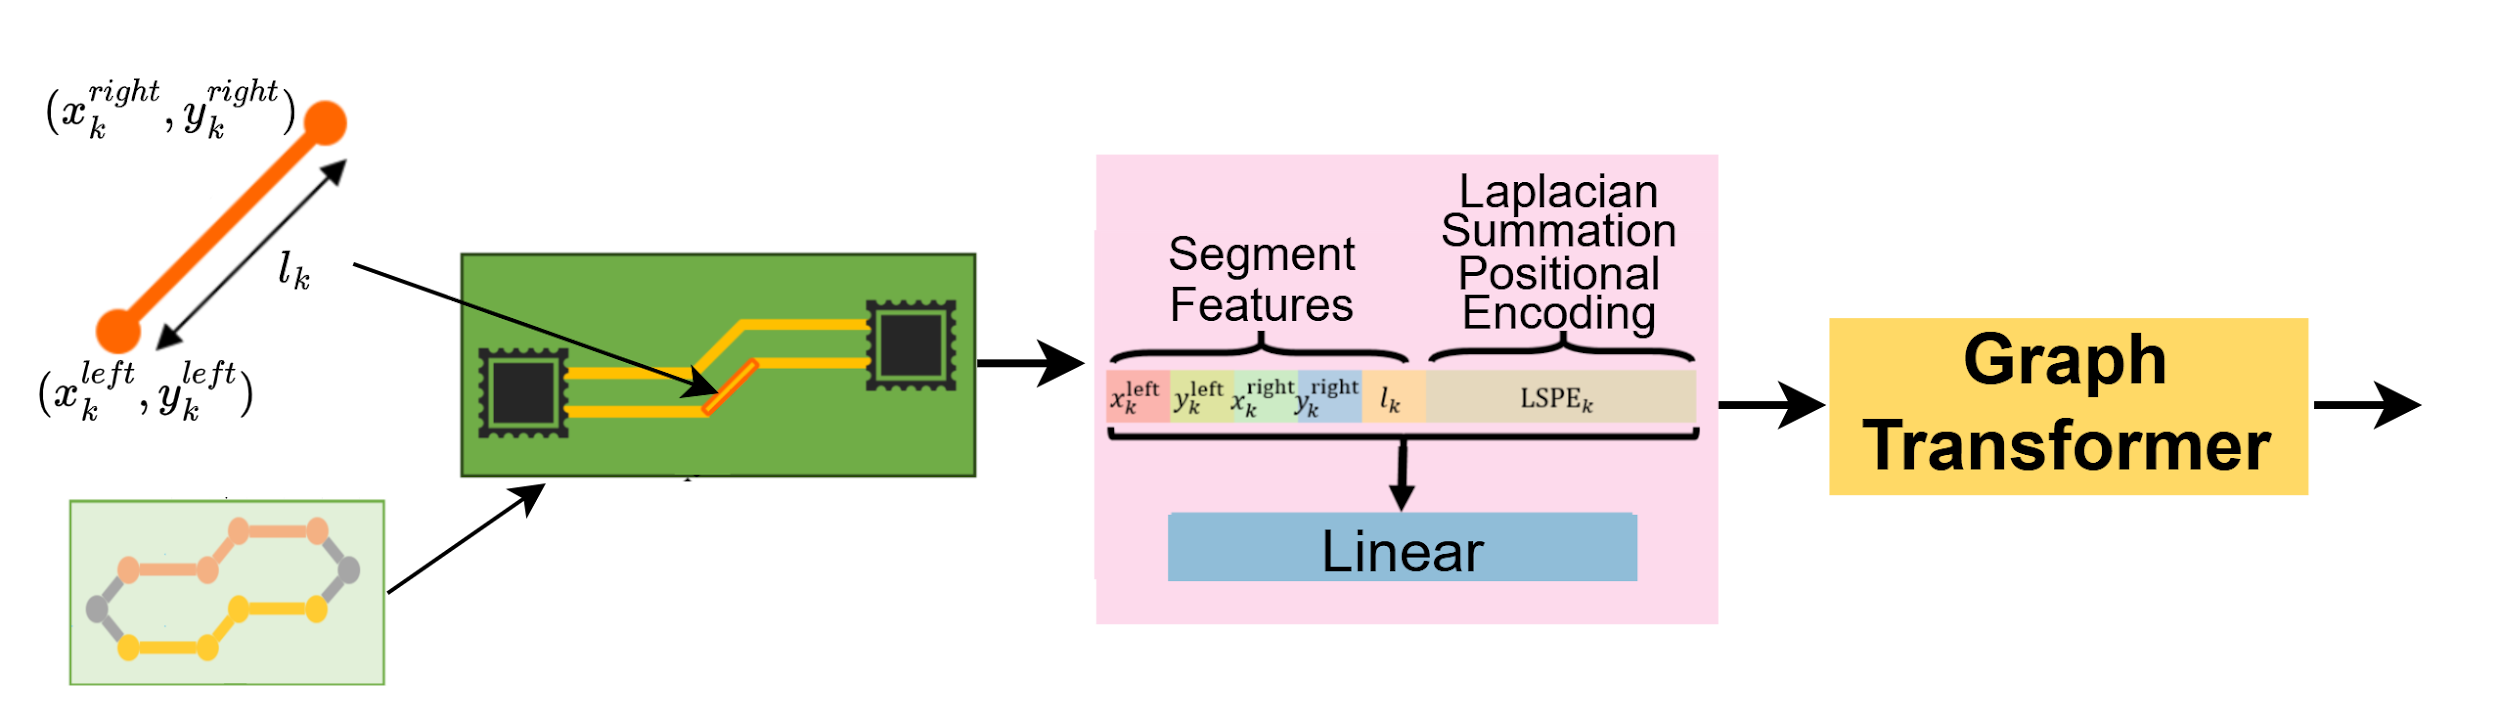 (x_k^{right}, y_k^{right})
l_k
(x_k^{left}, y_k^{left})
Segment
Features
Laplacian
Summation
Positional
Encoding
x_k^{left} y_k^{left} x_k^{right} y_k^{right} l_k LSPE_k
Linear
Graph
Transformer